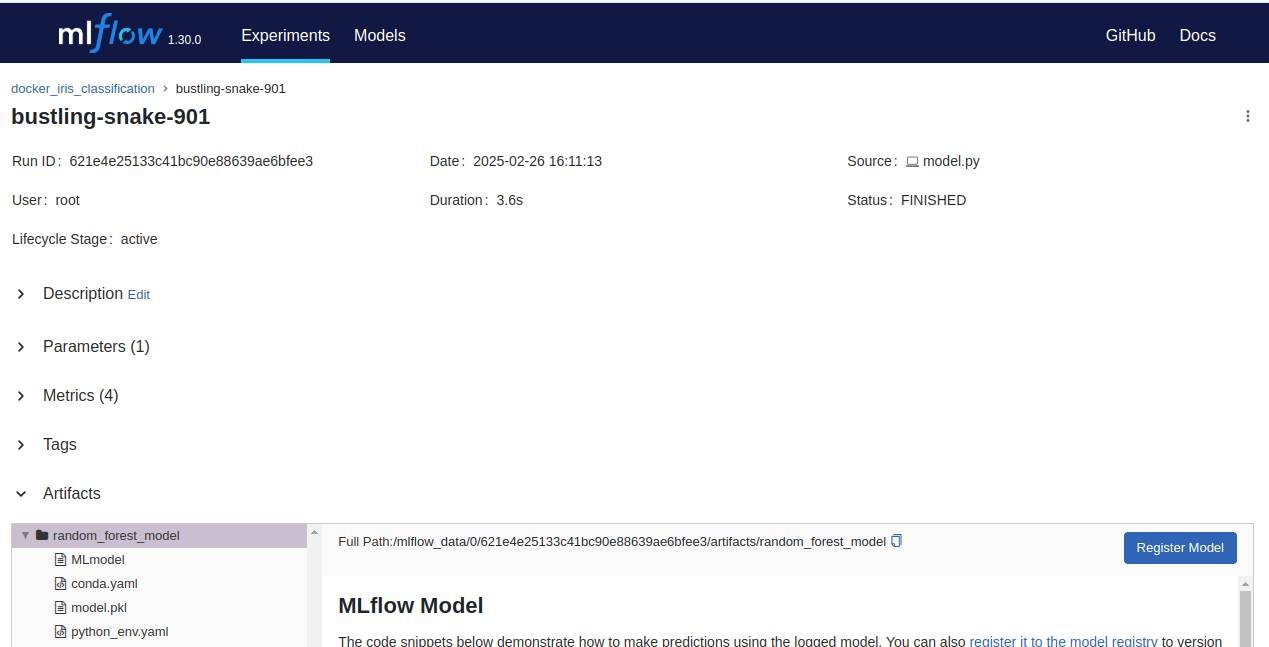 mlflow 1.30.0 Experiments Models GitHub Docs
docker_iris_classification › bustling-snake-901
bustling-snake-901
Run ID: 621e4e25133c41bc90e88639ae6bfee3 Date: 2025-02-26 16:11:13 Source: model.py
User: root Duration: 3.6s Status: FINISHED
Lifecycle Stage: active
Description Edit
Parameters (1)
Metrics (4)
Tags
Artifacts
random_forest_model
MLmodel
conda.yaml
model.pkl
python_env.yaml
Full Path:/mlflow_data/0/621e4e25133c41bc90e88639ae6bfee3/artifacts/random_forest_model
Register Model
MLflow Model
The code snippets below demonstrate how to make predictions using the logged model. You can also register it to the model registry to version